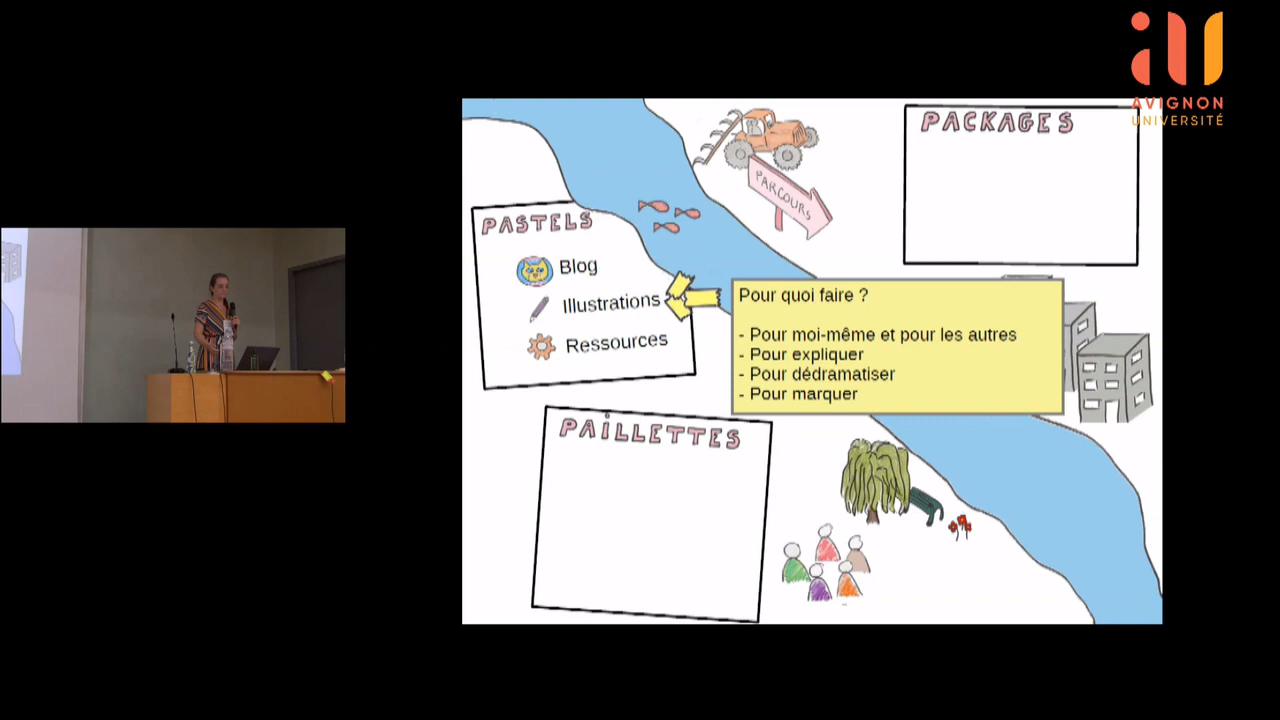 AVIGNON
UNIVERSITÉ
PACKAGES
PARCOURS
PASTELS
Blog
Illustrations
Ressources
Pour quoi faire ?
- Pour moi-même et pour les autres
- Pour expliquer
- Pour dédramatiser
- Pour marquer
PAiLLETTES